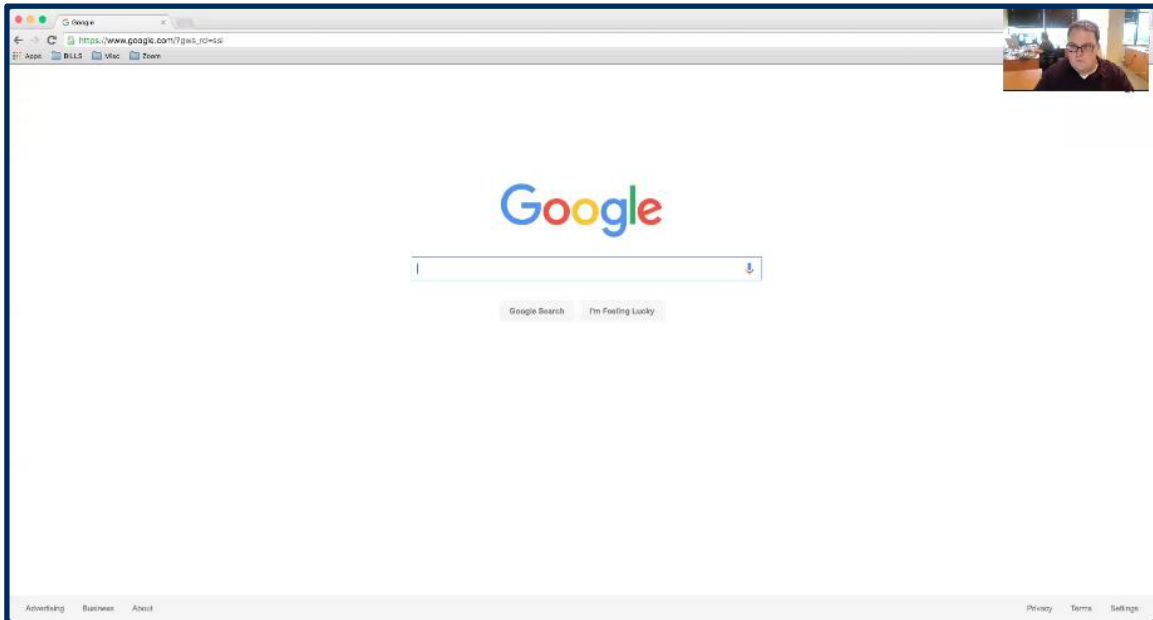 Google
https://www.google.com/?gws_rd=ssl
Apps BILLS Misc Zoom
Google
Google Search I'm Feeling Lucky
Advertising Business About Privacy Terms Settings